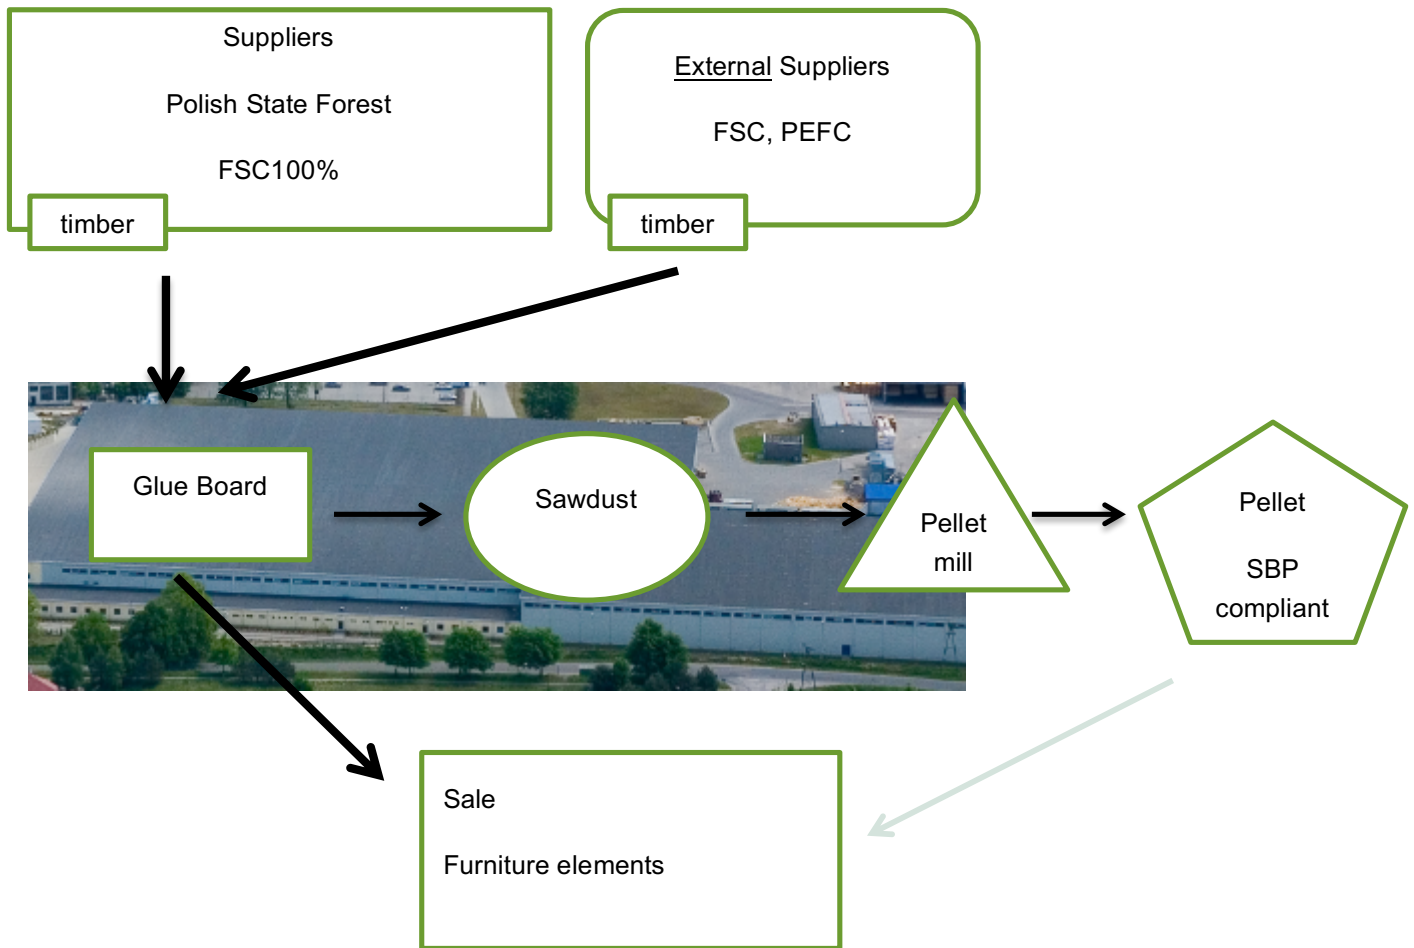 Suppliers
Polish State Forest
FSC100%
timber
External Suppliers
FSC, PEFC
timber
Glue Board
Sawdust
Pellet
mill
Pellet
SBP
compliant
Sale
Furniture elements